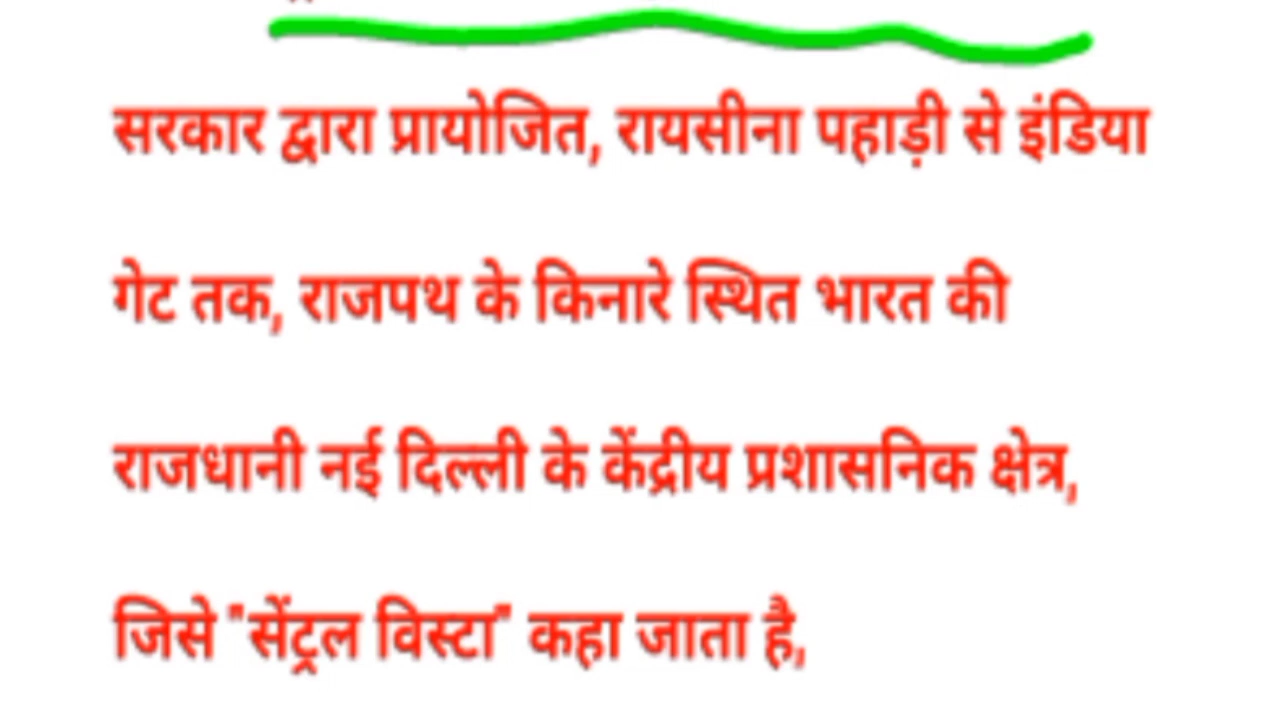 सरकार द्वारा प्रायोजित, रायसीना पहाड़ी से इंडिया
गेट तक, राजपथ के किनारे स्थित भारत की
राजधानी नई दिल्ली के केंद्रीय प्रशासनिक क्षेत्र,
जिसे "सेंट्रल विस्टा" कहा जाता है,